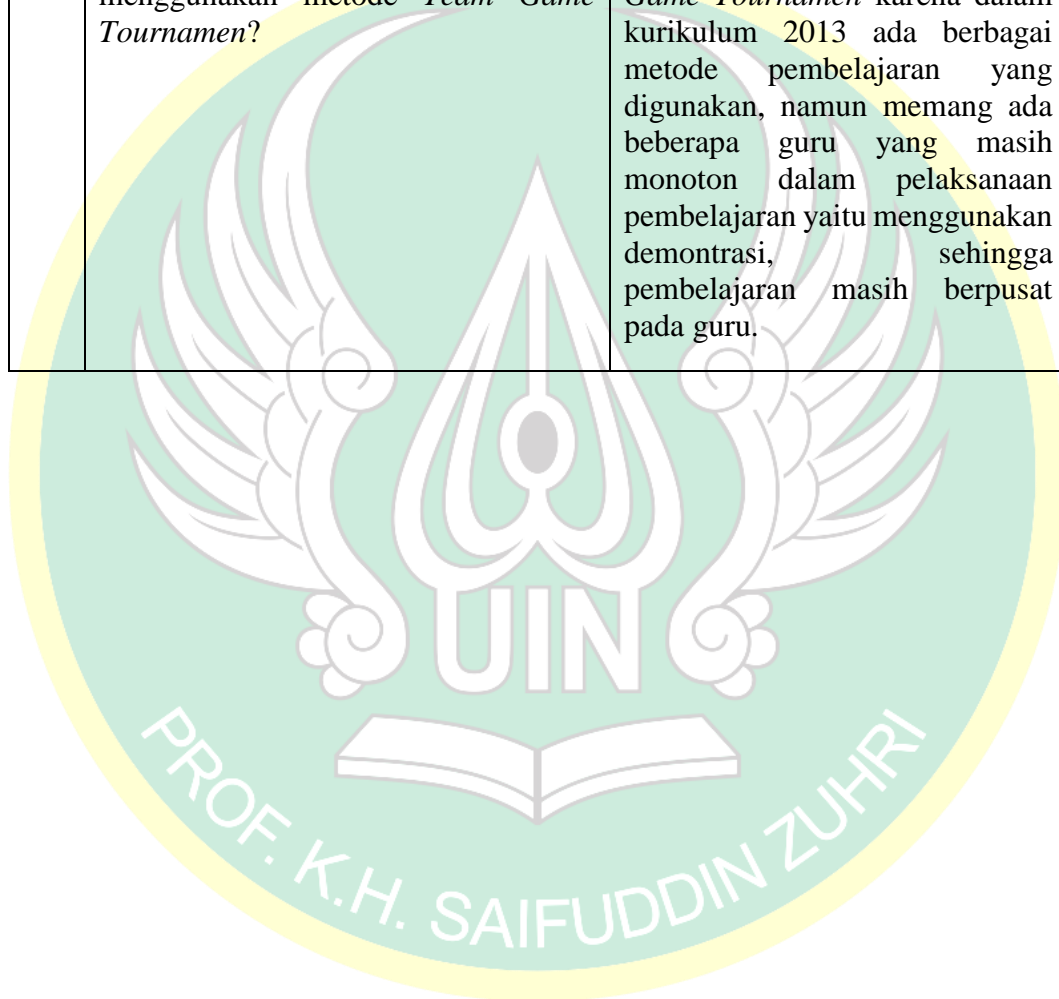 menggunakan metode Team Game
Tournamen?
Game Tournamen karena dalam
kurikulum 2013 ada berbagai
metode pembelajaran yang
digunakan, namun memang ada
beberapa guru yang masih
monoton dalam pelaksanaan
pembelajaran yaitu menggunakan
demontrasi, sehingga
pembelajaran masih berpusat
pada guru.
UIN
PROF. K.H. SAIFUDDIN ZUHRI